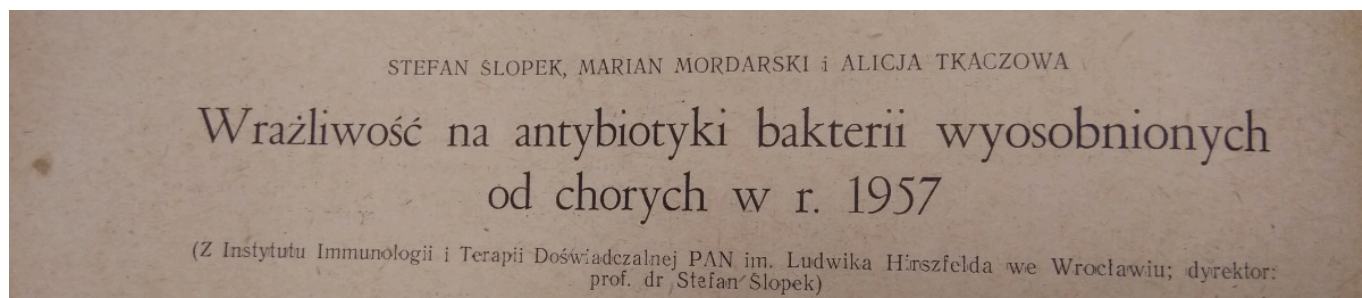 STEFAN ŚLOPEK, MARIAN MORDARSKI i ALICJA TKACZOWA
Wrażliwość na antybiotyki bakterii wyosobnionych
od chorych w r. 1957
(Z Instytutu Immunologii i Terapii Doświadczalnej PAN im. Ludwika Hirszfelda we Wrocławiu; dyrektor:
prof. dr Stefan Ślopek)